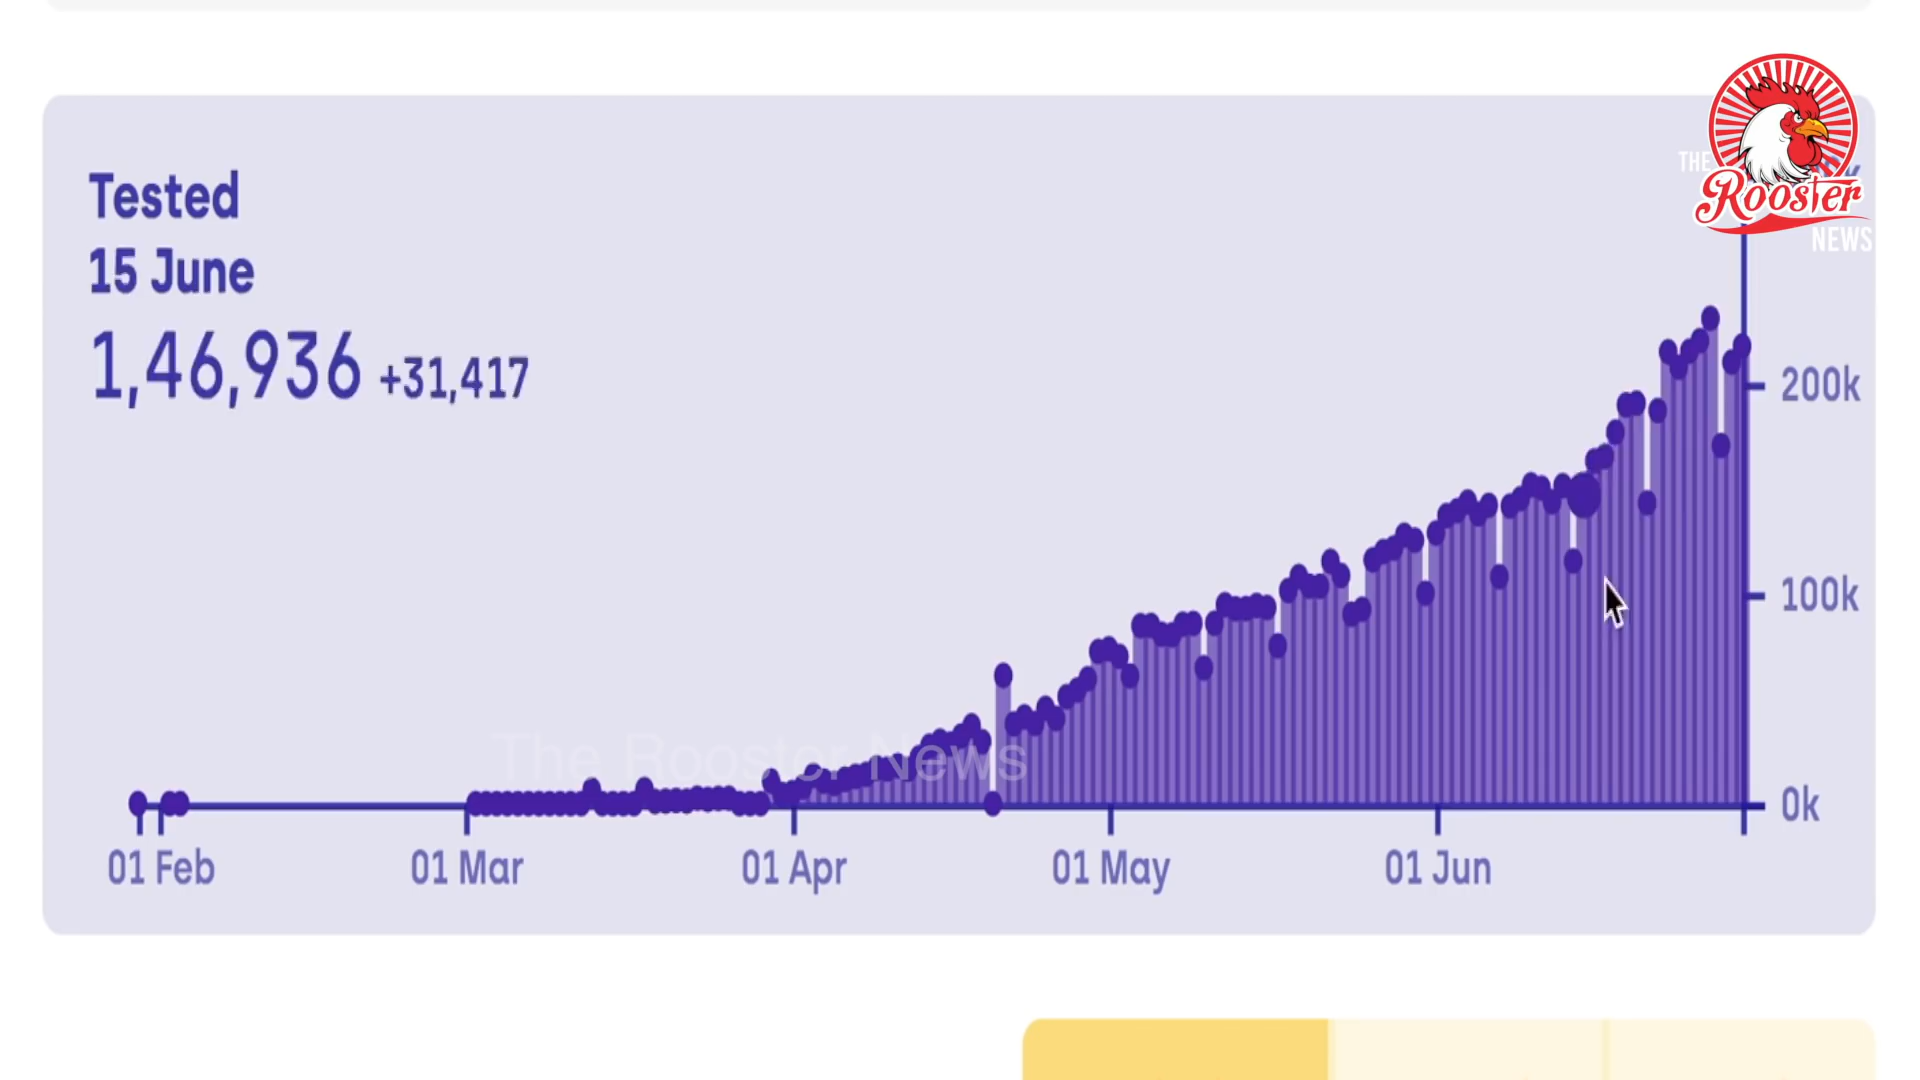 Tested
15 June
1,46,936 +31,417
THE
Rooster
NEWS
200k
100k
0k
The Rooster News
01 Feb
01 Mar
01 Apr
01 May
01 Jun